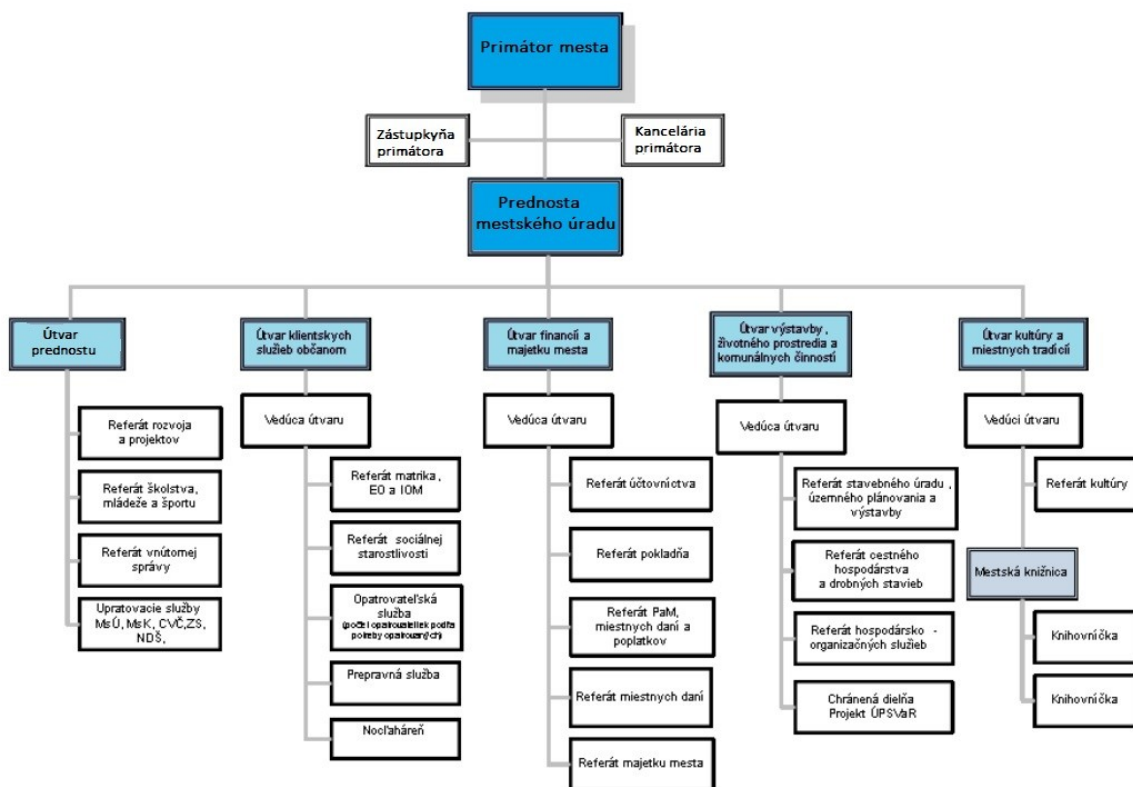 Primátor mesta
Zástupkyňa
primátora
Kancelária
primátora
Prednosta
mestského úradu
Útvar
prednostu
Referát rozvoja
a projektov
Referát školstva,
mládeže a športu
Referát vnútornej
správy
Upratovacie služby
MsÚ, MsK, CVČ,ZS,
NDŠ,
Útvar klientskych
služieb občanom
Vedúca útvaru
Referát matrika,
EO a IOM
Referát sociálnej
starostlivosti
Opatrovateľská
služba
(počet opatrovateliek podľa
potreby opatrovaných)
Prepravná služba
Nocľaháreň
Útvar financií a
majetku mesta
Vedúca útvaru
Referát účtovníctva
Referát pokladňa
Referát PaM,
miestnych daní a
poplatkov
Referát miestnych daní
Referát majetku mesta
Útvar výstavby ,
životného prostredia a
komunálnych činností
Vedúca útvaru
Referát stavebného úradu ,
územného plánovania a
výstavby
Referát cestného
hospodárstva
a drobných stavieb
Referát hospodársko -
organizačných služieb
Chránená dielňa
Projekt ÚPSVaR
Útvar kultúry a
miestnych tradícií
Vedúci útvaru
Referát kultúry
Mestská knižnica
Knihovníčka
Knihovníčka